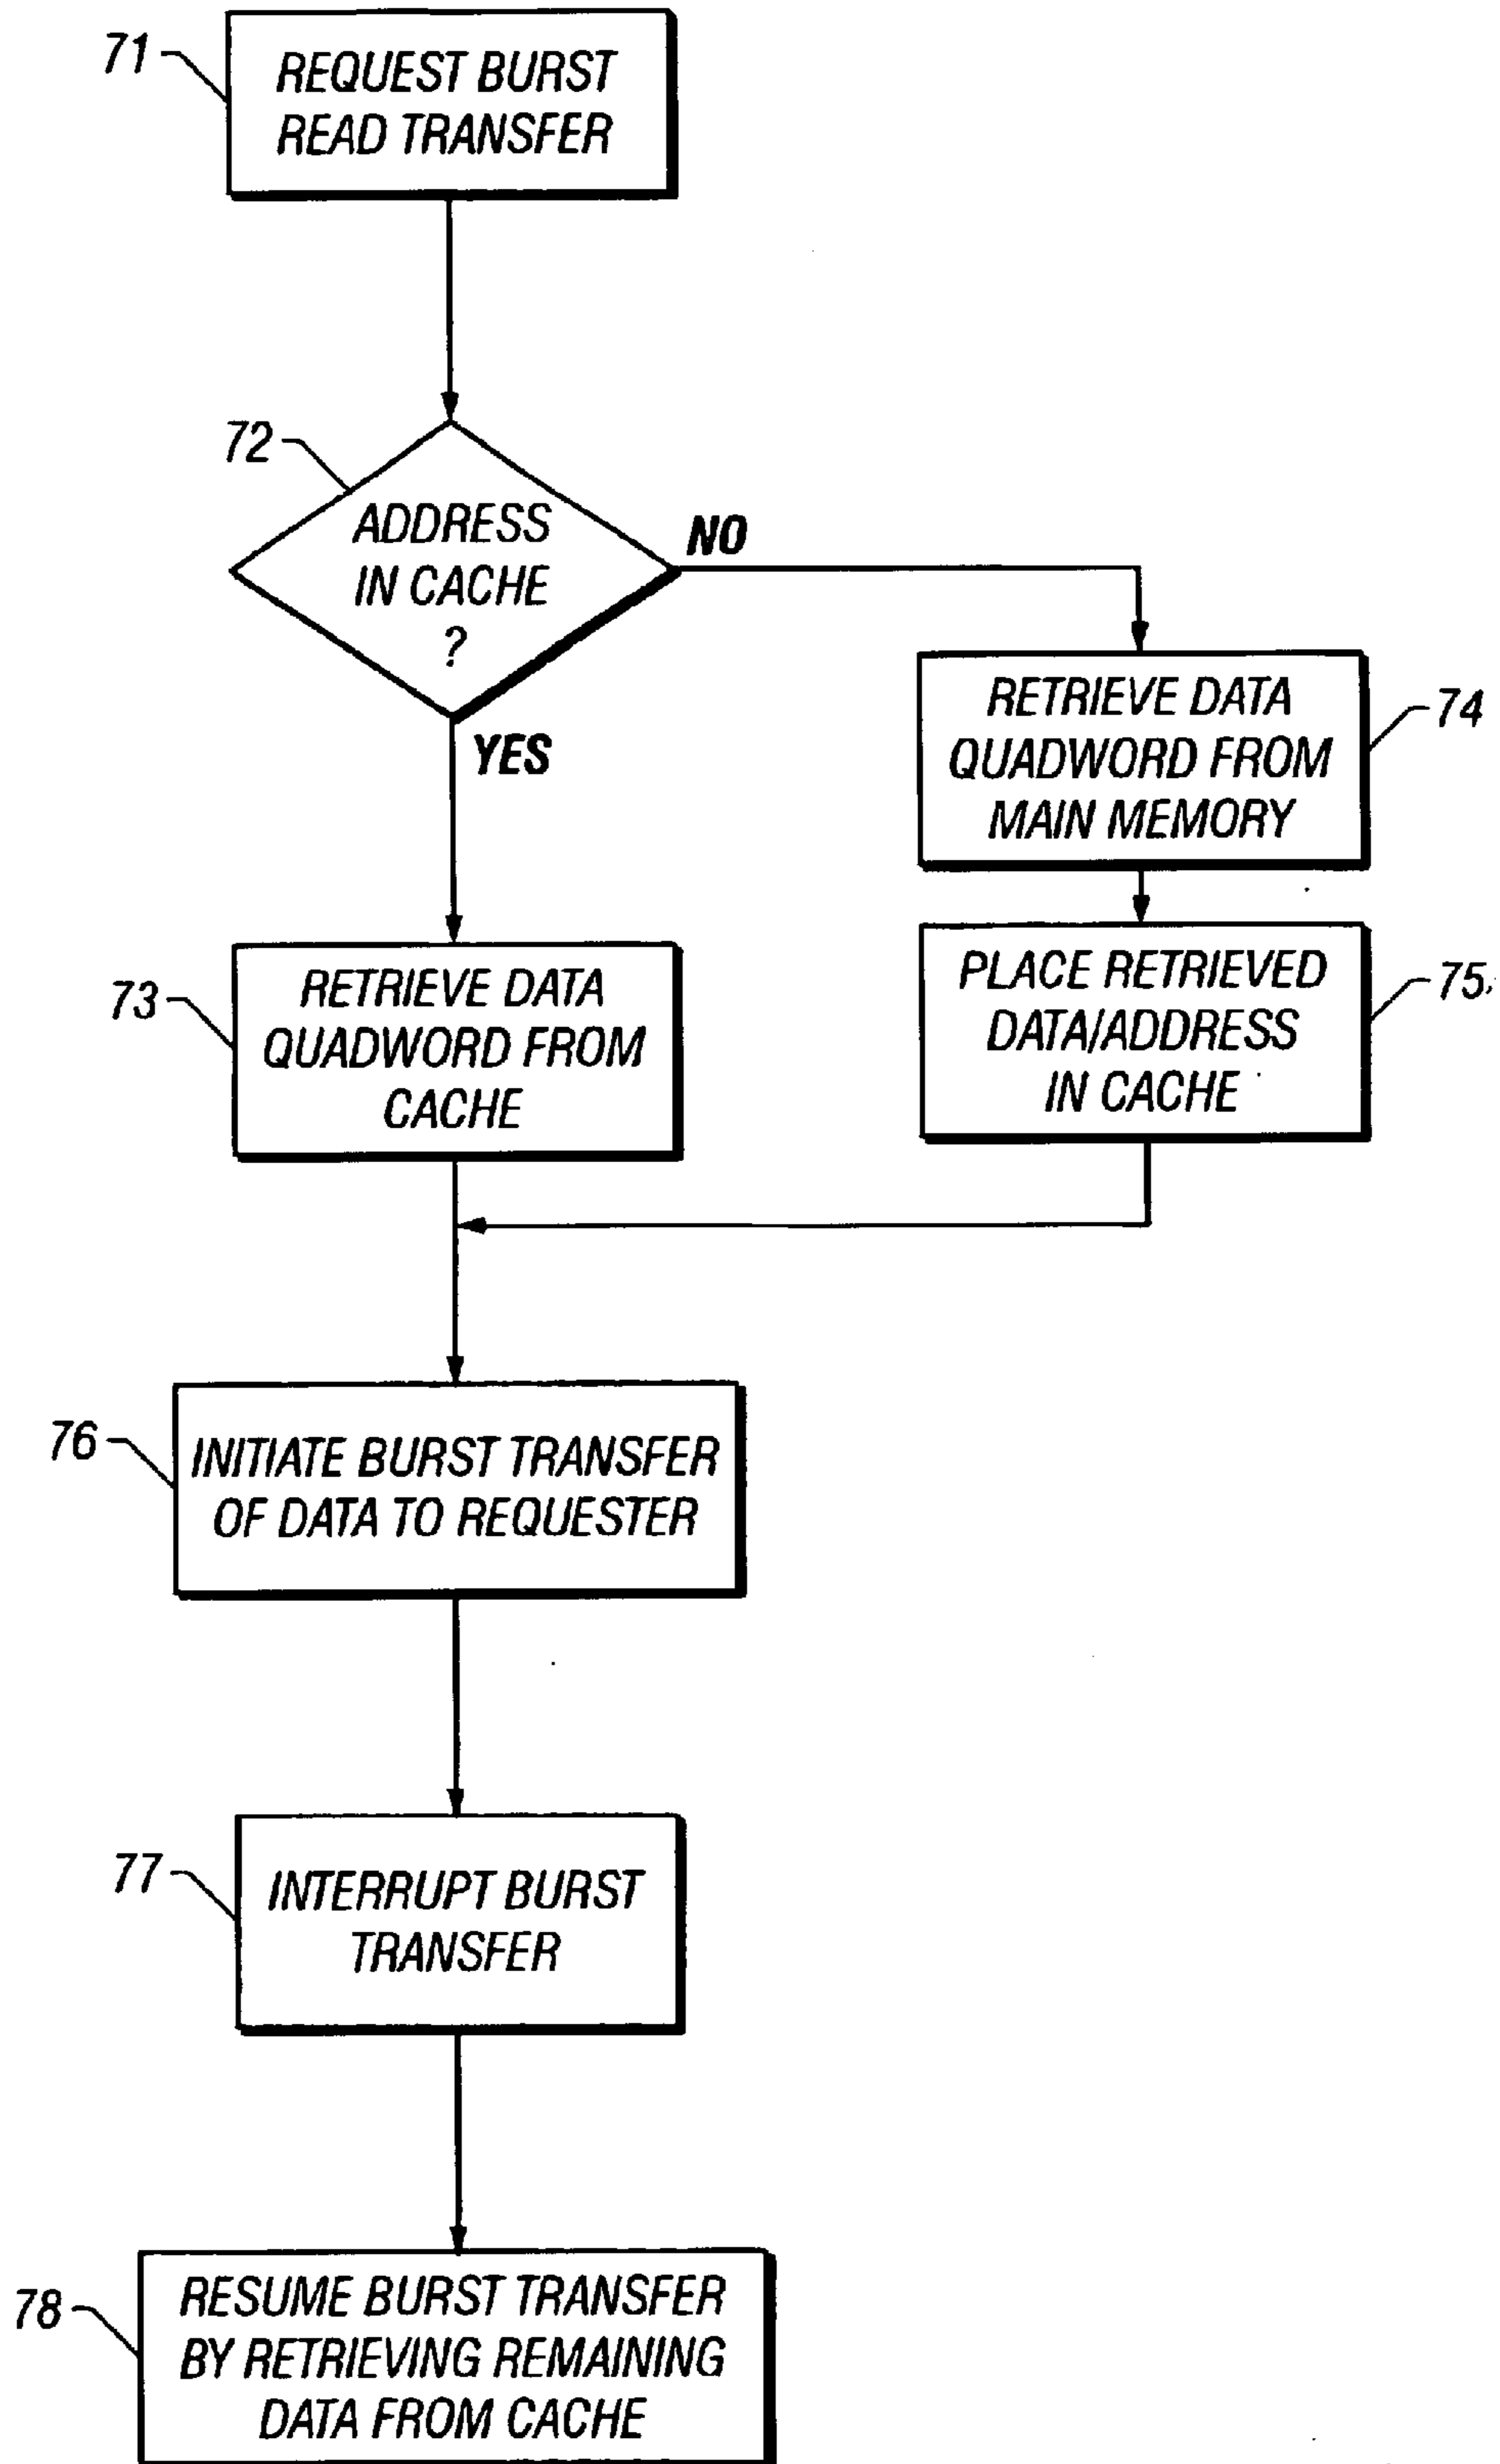 71
REQUEST BURST
READ TRANSFER
72
ADDRESS
IN CACHE
?
NO
YES
RETRIEVE DATA
QUADWORD FROM
MAIN MEMORY
74
73
RETRIEVE DATA
QUADWORD FROM
CACHE
PLACE RETRIEVED
DATA/ADDRESS
IN CACHE
75
76
INITIATE BURST TRANSFER
OF DATA TO REQUESTER
77
INTERRUPT BURST
TRANSFER
78
RESUME BURST TRANSFER
BY RETRIEVING REMAINING
DATA FROM CACHE